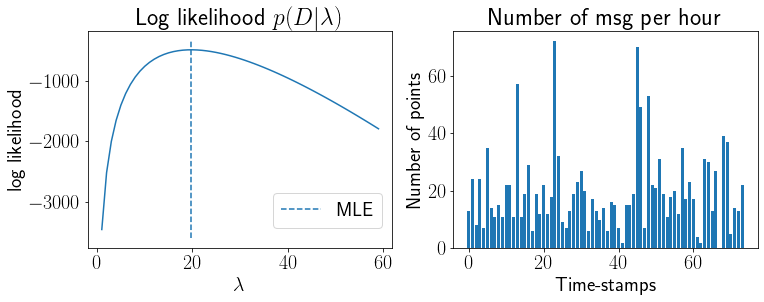 Log likelihood p(D|λ)
log likelihood
−1000
−2000
−3000
0
20
40
60
λ
MLE
Number of msg per hour
Number of points
60
40
20
0
0
20
40
60
Time-stamps